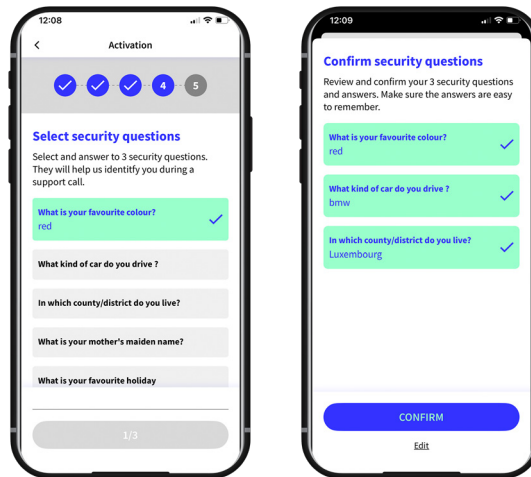 12:08
Activation
4
5
Select security questions
Select and answer to 3 security questions.
They will help us identitfy you during a
support call.
What is your favourite colour?
red
What kind of car do you drive ?
In which county/district do you live?
What is your mother's maiden name?
What is your favourite holiday
1/3
12:09
Confirm security questions
Review and confirm your 3 security questions
and answers. Make sure the answers are easy
to remember.
What is your favourite colour?
red
What kind of car do you drive ?
bmw
In which county/district do you live?
Luxembourg
CONFIRM
Edit